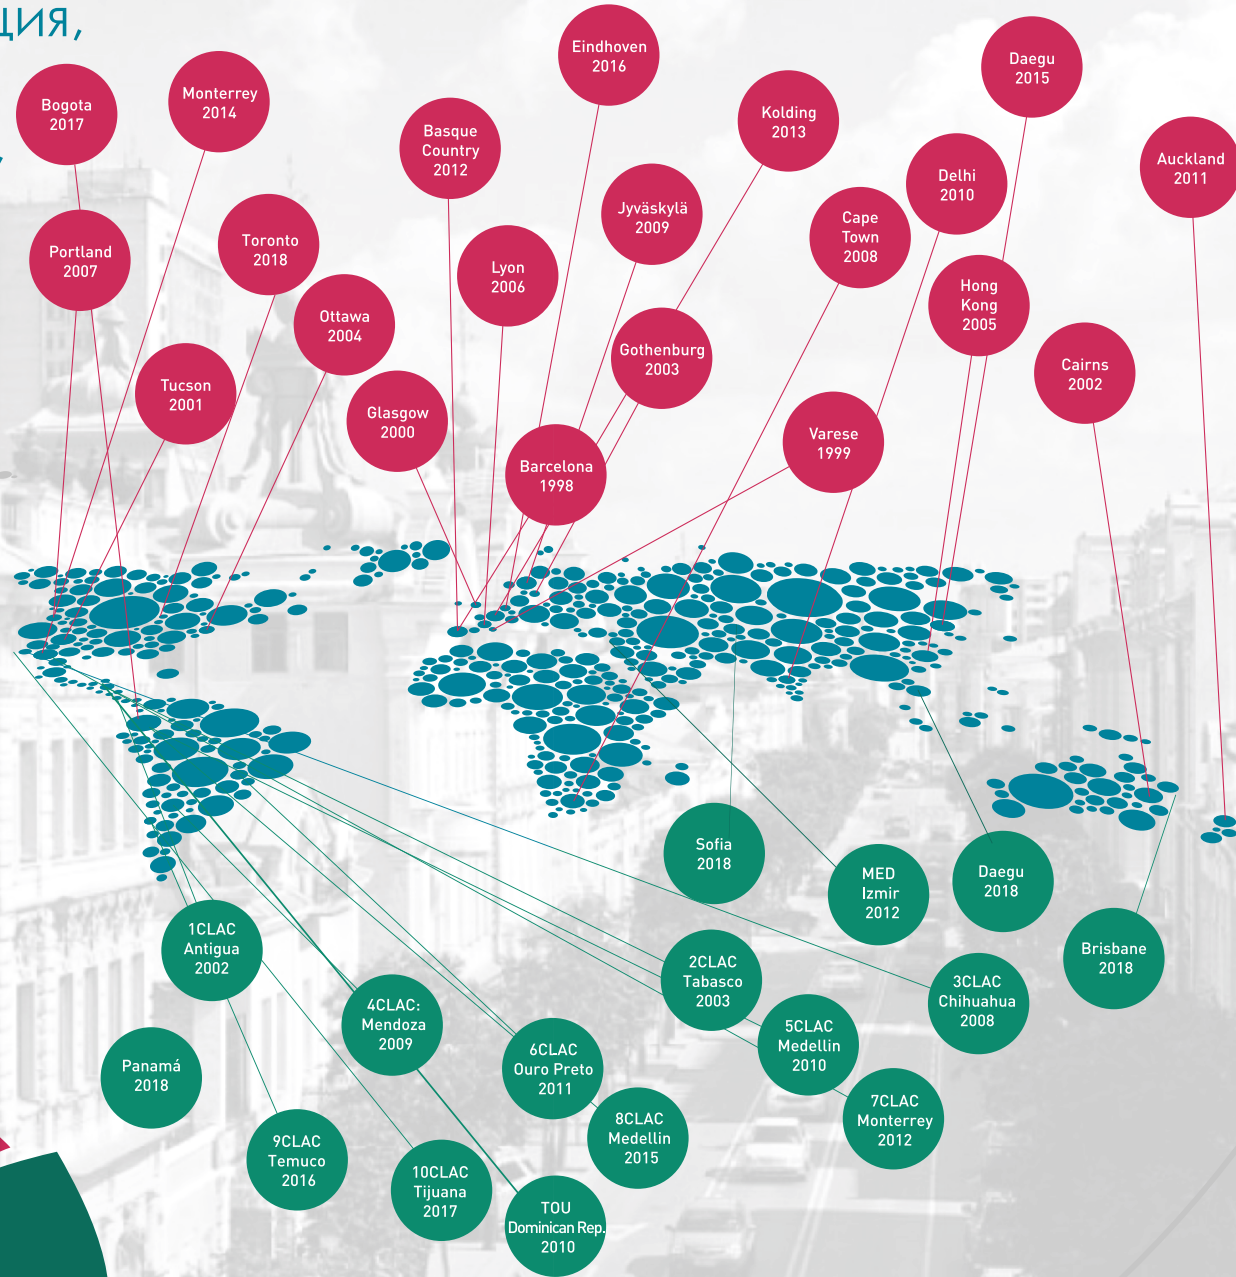 ция,
Eindhoven
2016
Daegu
2015
Bogota
2017
Monterrey
2014
Basque
Country
2012
Kolding
2013
Auckland
2011
Jyväskylä
2009
Delhi
2010
Portland
2007
Toronto
2018
Lyon
2006
Cape
Town
2008
Hong
Kong
2005
Ottawa
2004
Gothenburg
2003
Cairns
2002
Tucson
2001
Glasgow
2000
Barcelona
1998
Varese
1999
Sofia
2018
MED
Izmir
2012
Daegu
2018
1CLAC
Antigua
2002
2CLAC
Tabasco
2003
3CLAC
Chihuahua
2008
Brisbane
2018
4CLAC:
Mendoza
2009
5CLAC
Medellin
2010
Panamá
2018
6CLAC
Ouro Preto
2011
7CLAC
Monterrey
2012
8CLAC
Medellin
2015
9CLAC
Temuco
2016
10CLAC
Tijuana
2017
TOU
Dominican Rep.
2010